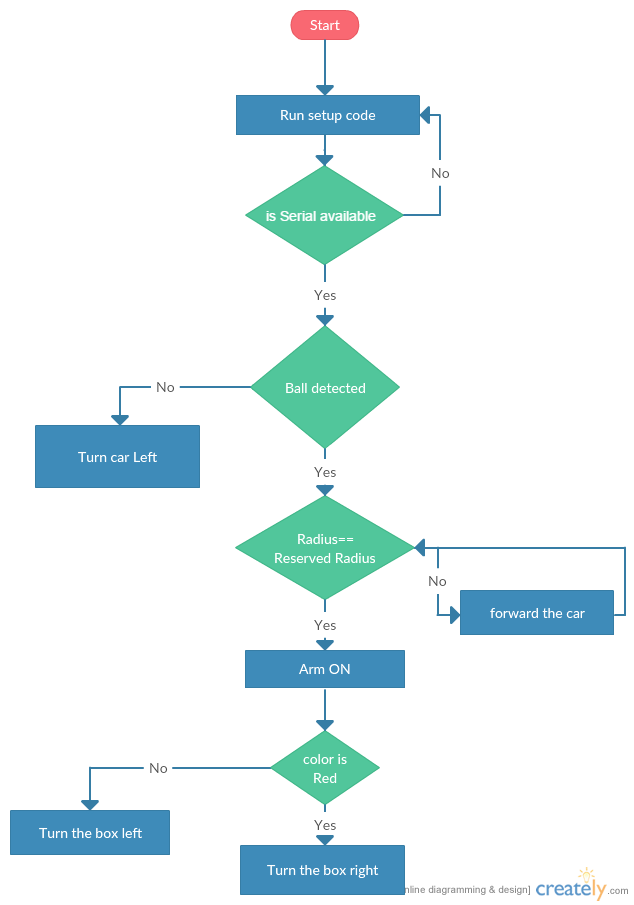 Start
Run setup code
No
is Serial available
Yes
No
Ball detected
Turn car Left
Yes
Radius==
Reserved Radius
No
forward the car
Yes
Arm ON
color is
Red
No
Turn the box left
Yes
Turn the box right
diagramming & design]
creately.com